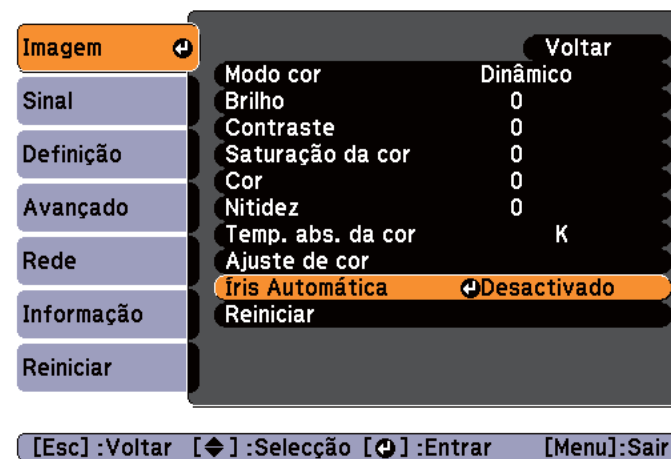 Imagem
Sinal
Definição
Avançado
Rede
Informação
Reiniciar
Voltar
Modo cor Dinâmico
Brilho 0
Contraste 0
Saturação da cor 0
Cor 0
Nitidez 0
Temp. abs. da cor K
Ajuste de cor
Íris Automática Desactivado
Reiniciar
[Esc] :Voltar [ ] :Selecção [ ] :Entrar [Menu]:Sair